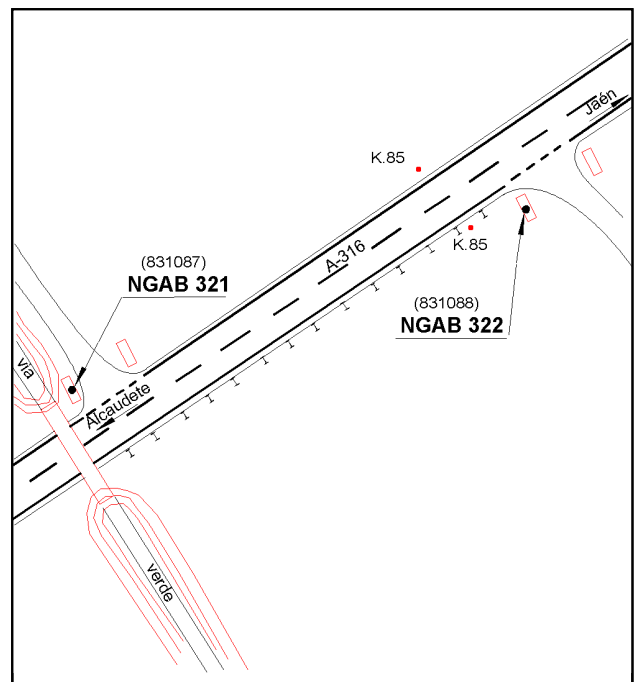 Jaén
K.85
K.85
A-316
(831087)
NGAB 321
(831088)
NGAB 322
vía
Alcaudete
verde